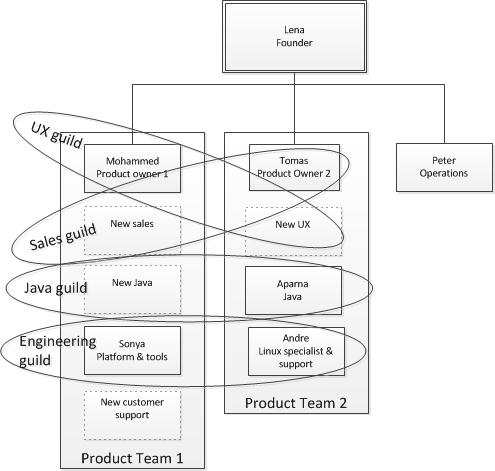 Lena
Founder
UX guild
Mohammed
Product owner 1
Tomas
Product Owner 2
Peter
Operations
Sales guild
New sales
New UX
Java guild
New Java
Aparna
Java
Engineering
guild
Sonya
Platform & tools
Andre
Linux specialist &
support
New customer
support
Product Team 2
Product Team 1